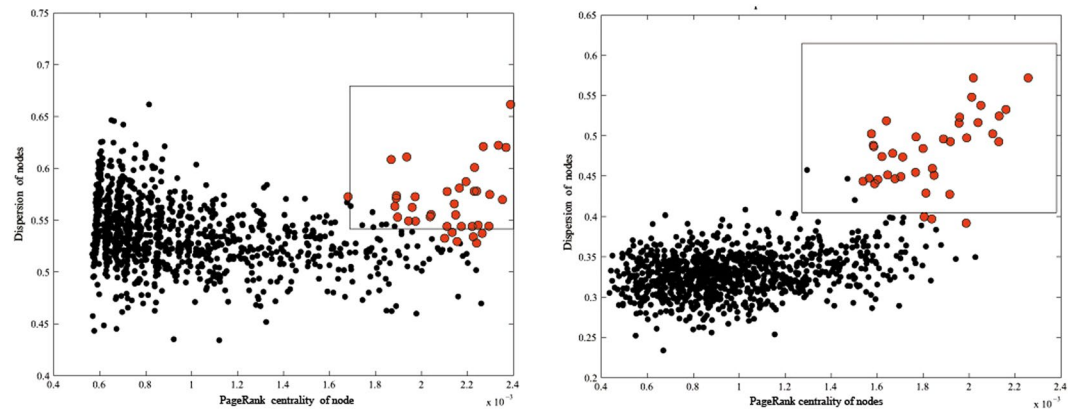 0.75
0.7
0.65
0.6
0.55
0.5
0.45
0.4
Dispersion of nodes
0.4 0.6 0.8 1 1.2 1.4 1.6 1.8 2 2.2 2.4
PageRank centrality of node
x 10⁻³
0.65
0.6
0.55
0.5
0.45
0.4
0.35
0.3
0.25
0.2
Dispersion of nodes
0.4 0.6 0.8 1 1.2 1.4 1.6 1.8 2 2.2 2.4
PageRank centrality of nodes
x 10⁻³